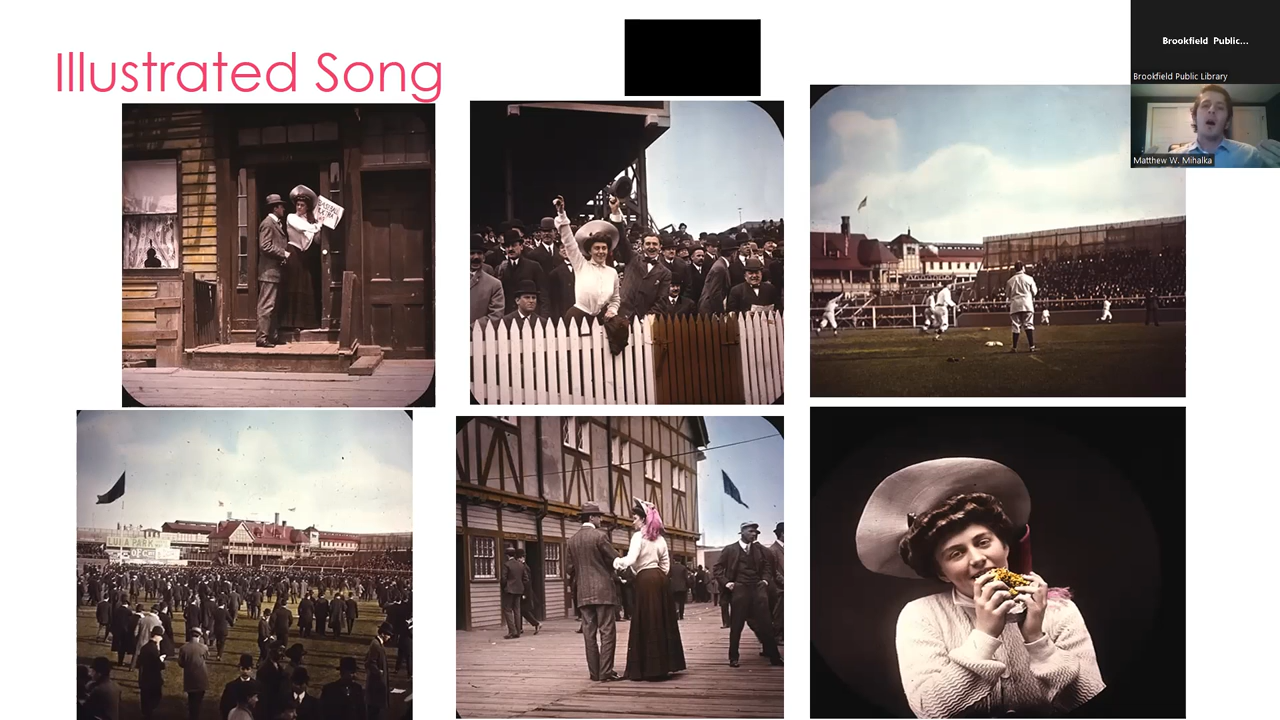 Illustrated Song
Brookfield Public...
Brookfield Public Library
Matthew W. Mihalka